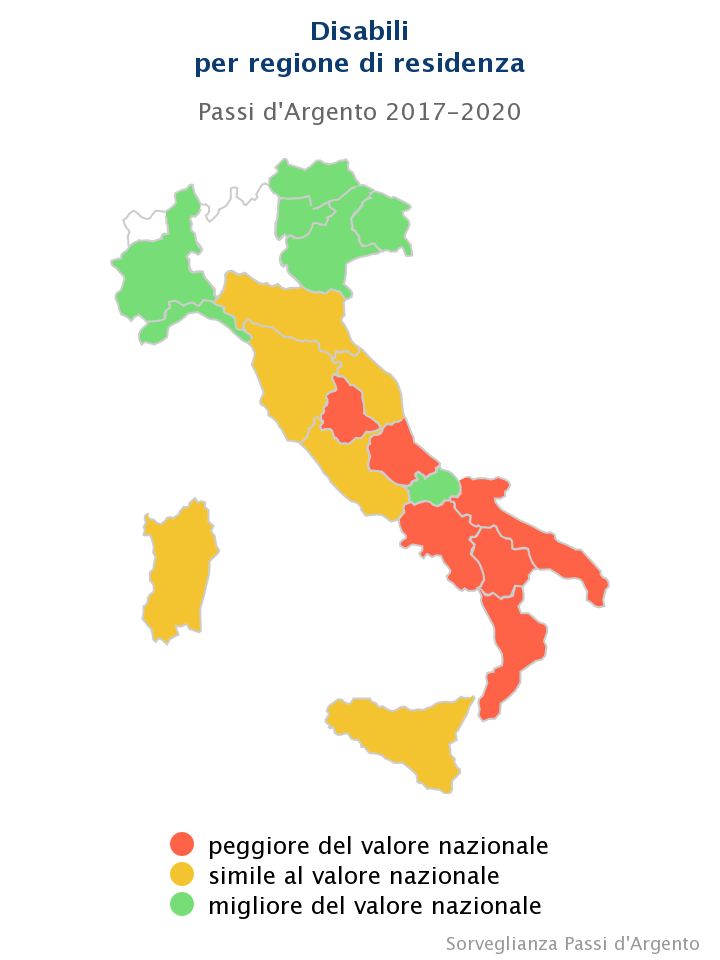 Disabili
per regione di residenza
Passi d'Argento 2017-2020
peggiore del valore nazionale
simile al valore nazionale
migliore del valore nazionale
Sorveglianza Passi d'Argento